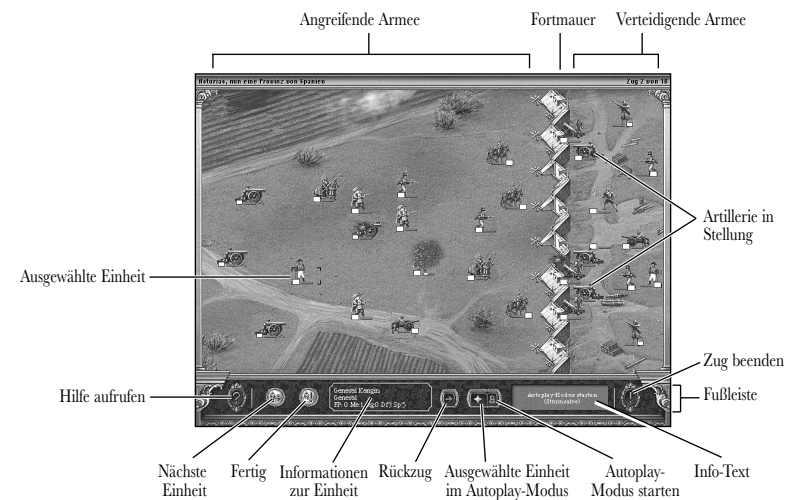 Angreifende Armee
Fortmauer
Verteidigende Armee
Asturias, nun eine Provinz von Spanien
Zug 2 von 18
Artillerie in
Stellung
Ausgewählte Einheit
Zug beenden
Hilfe aufrufen
Fußleiste
General
Autoplay Modus starten
Nächste
Einheit
Fertig
Informationen
zur Einheit
Rückzug
Ausgewählte Einheit
im Autoplay-Modus
Autoplay-
Modus starten
Info-Text